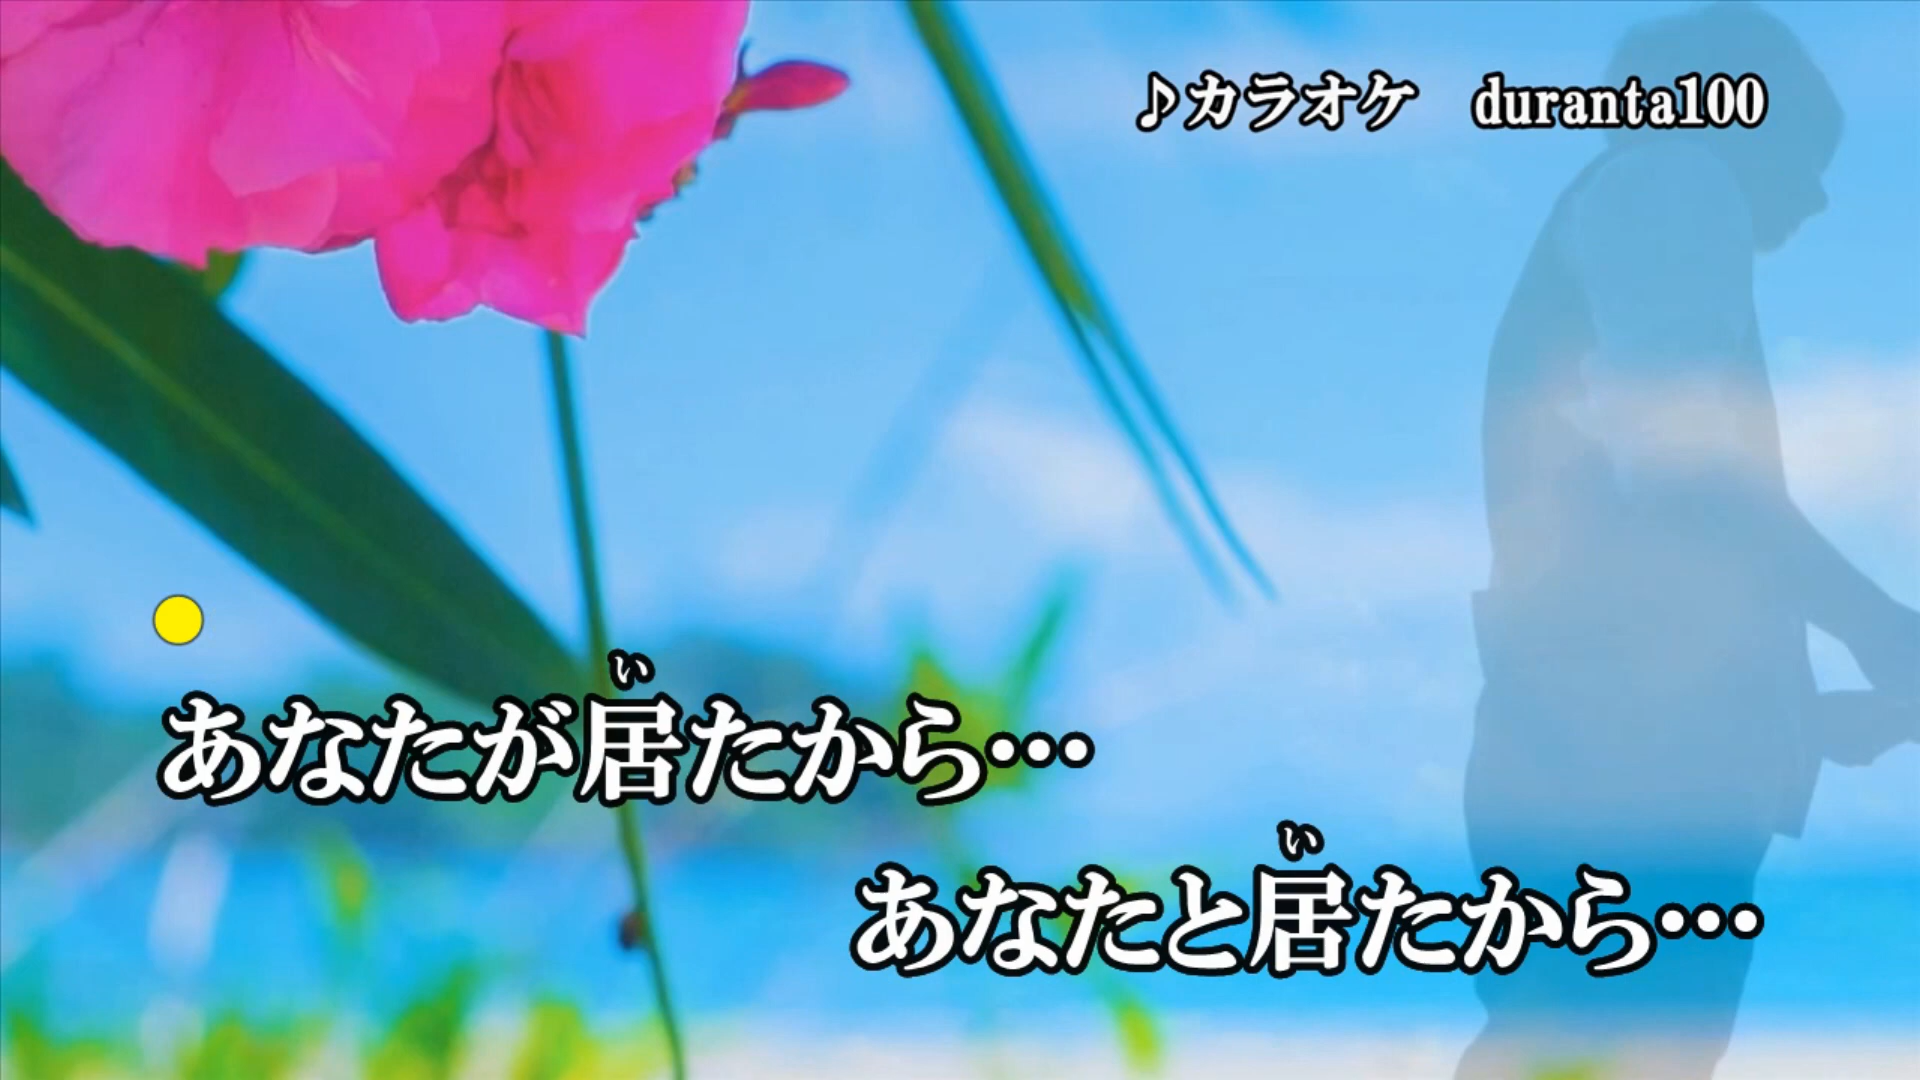 ♪カラオケ　duranta100
い
あなたが居たから…
い
あなたと居たから…